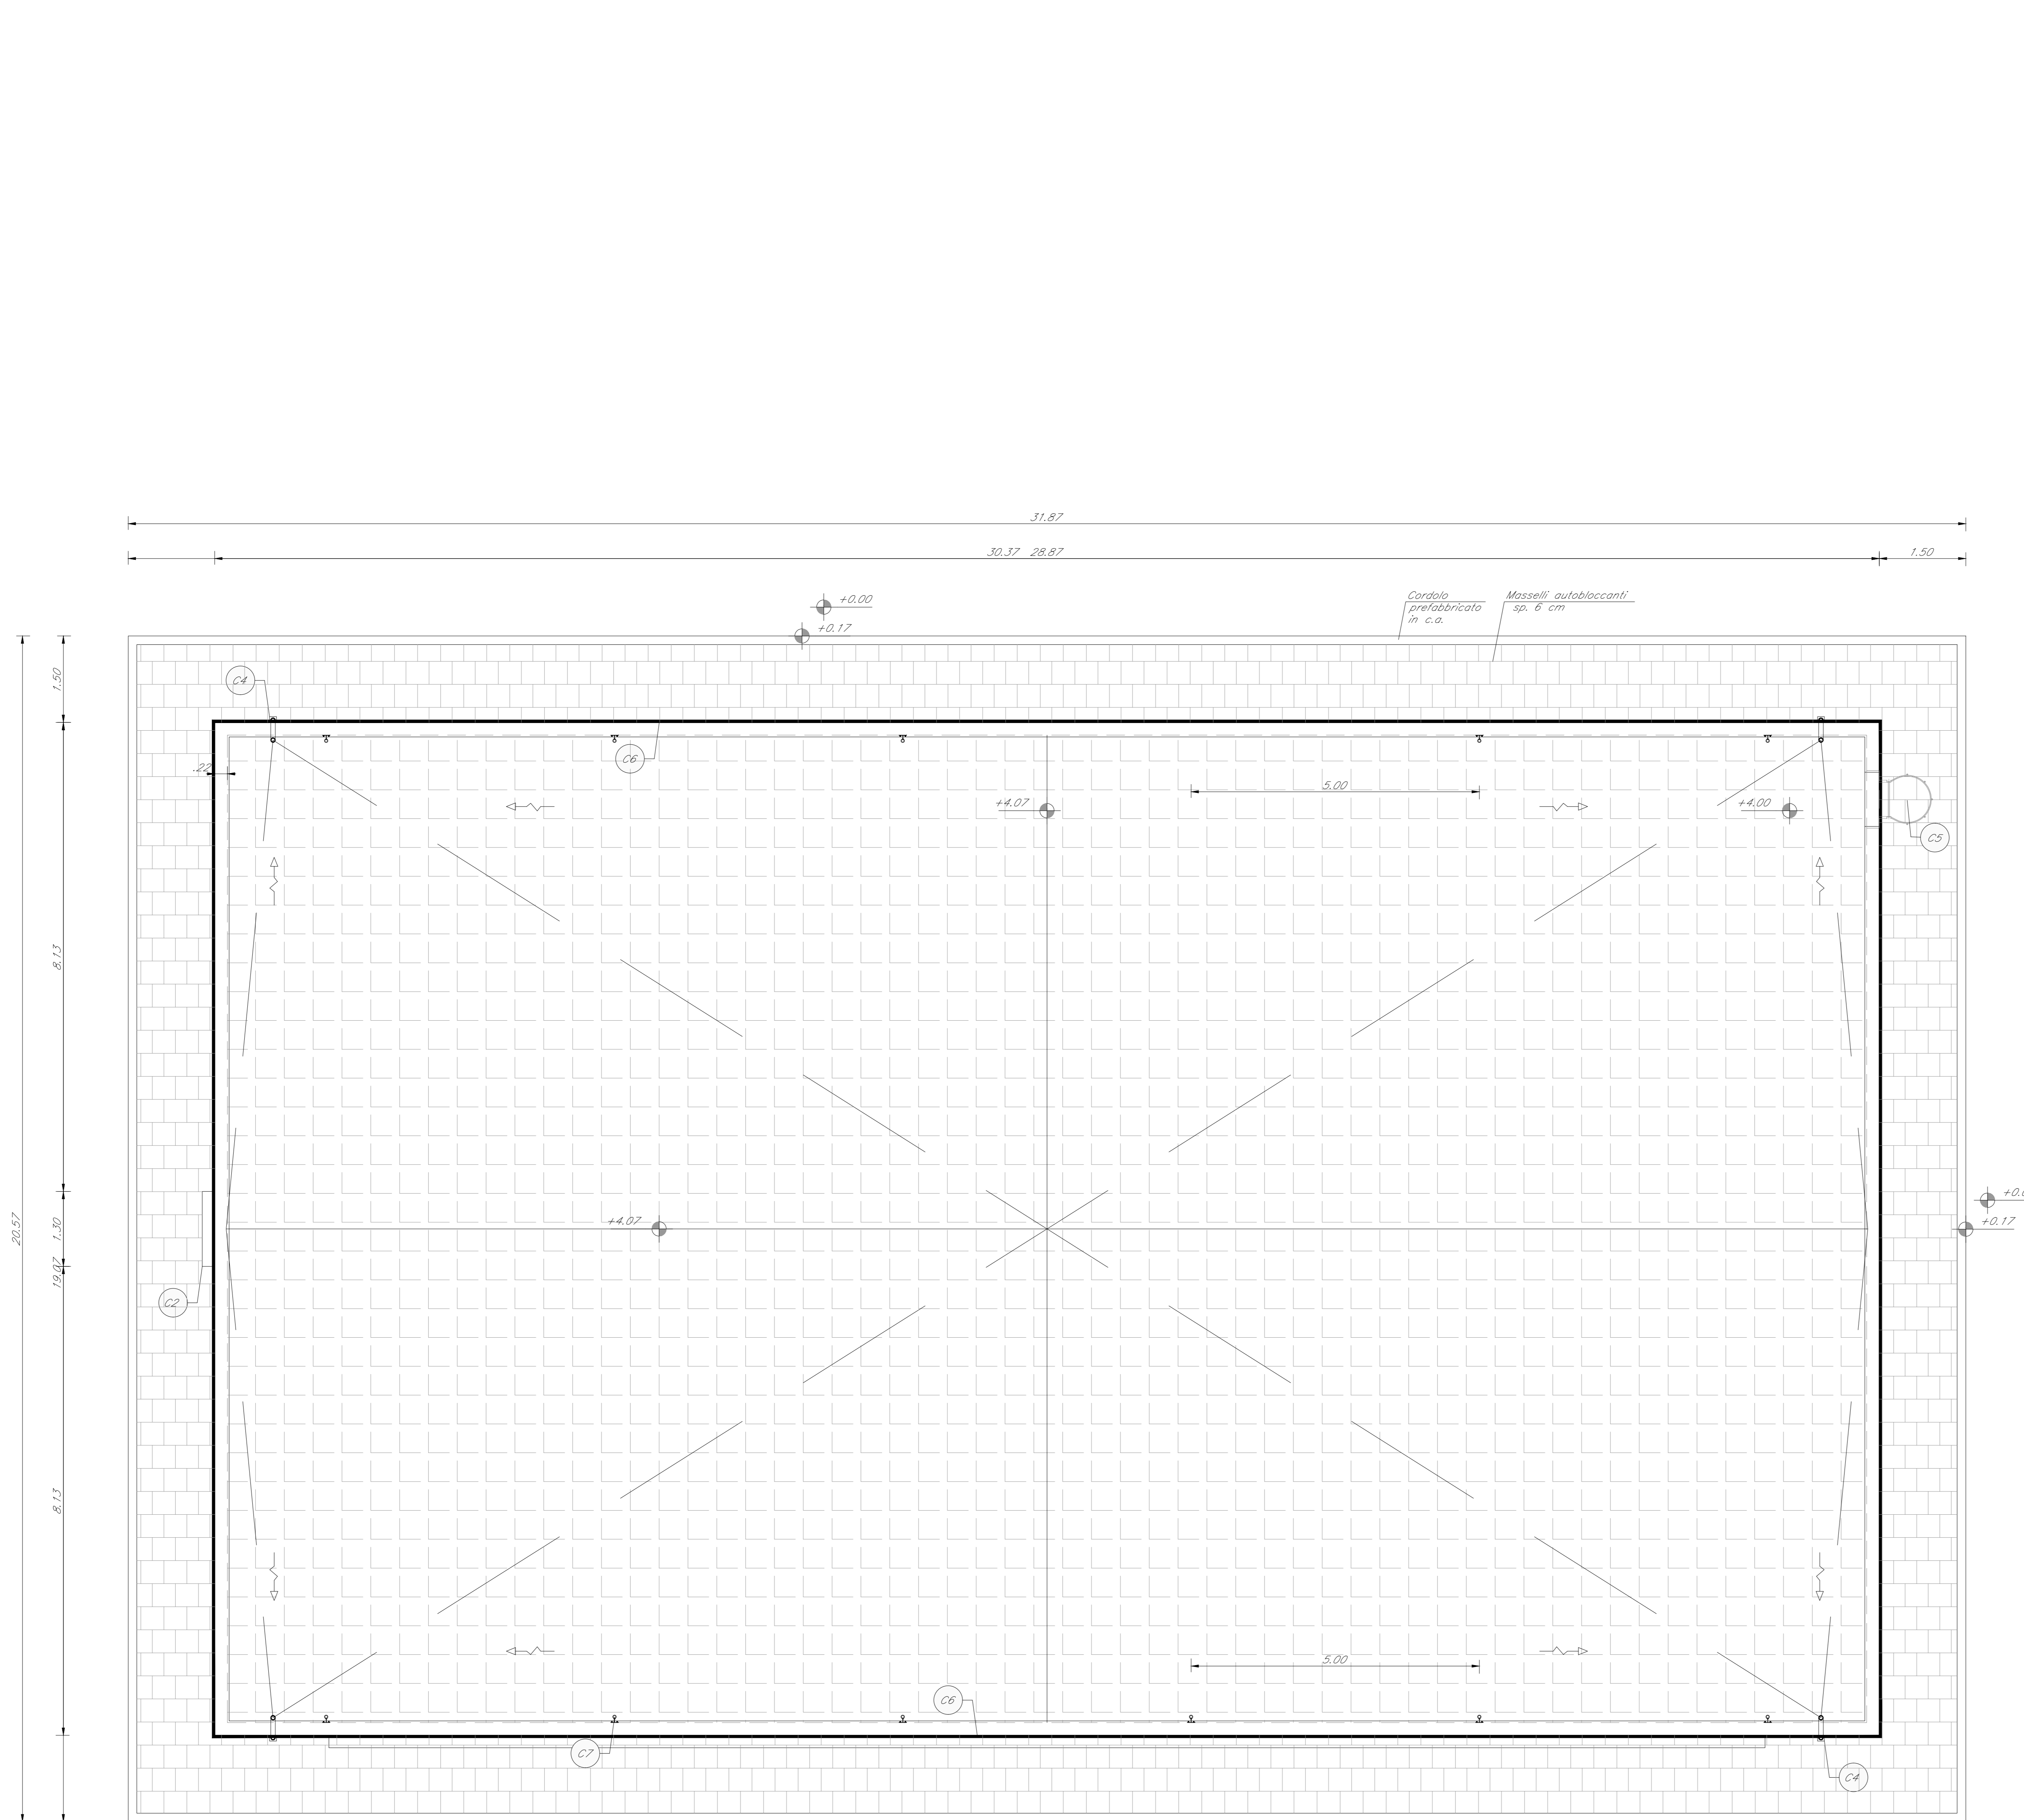 31.87
30.37 28.87
1.50
+0.00
+0.17
Cordolo
prefabbricato
in c.a.
Masselli autobloccanti
sp. 6 cm
1.50
C4
C6
.22
5.00
+4.07
+4.00
C5
8.13
+0.17
1.30
20.57
+4.07
19.07
C2
8.13
5.00
C6
C7
C4